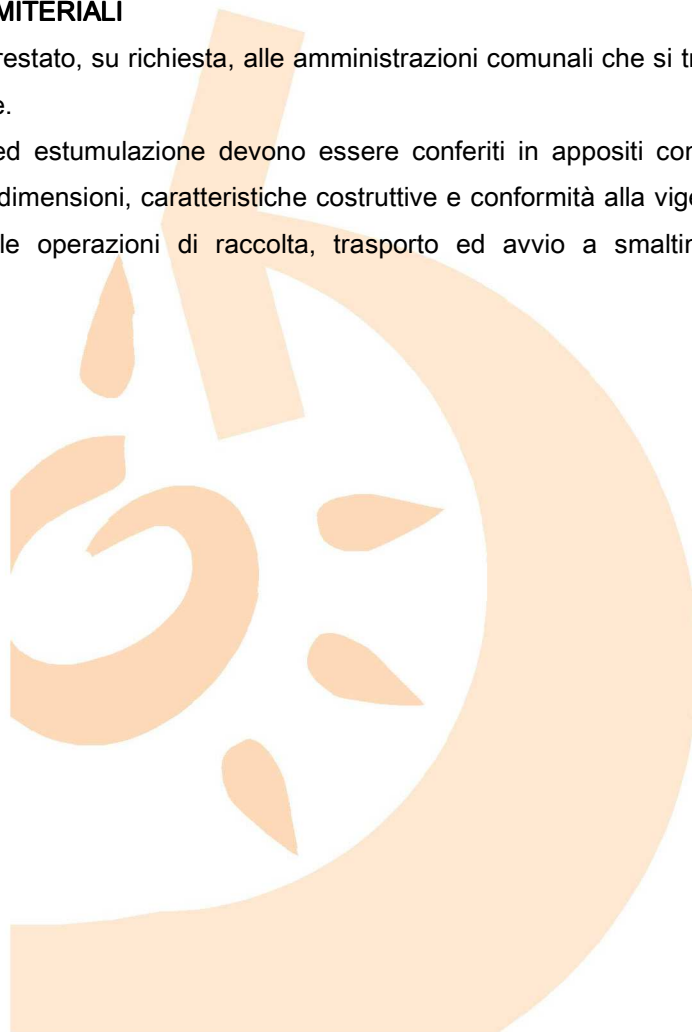 MITERIALI
restato, su richiesta, alle amministrazioni comunali che si tr
e.
ed estumulazione devono essere conferiti in appositi con
dimensioni, caratteristiche costruttive e conformità alla vige
le operazioni di raccolta, trasporto ed avvio a smaltin